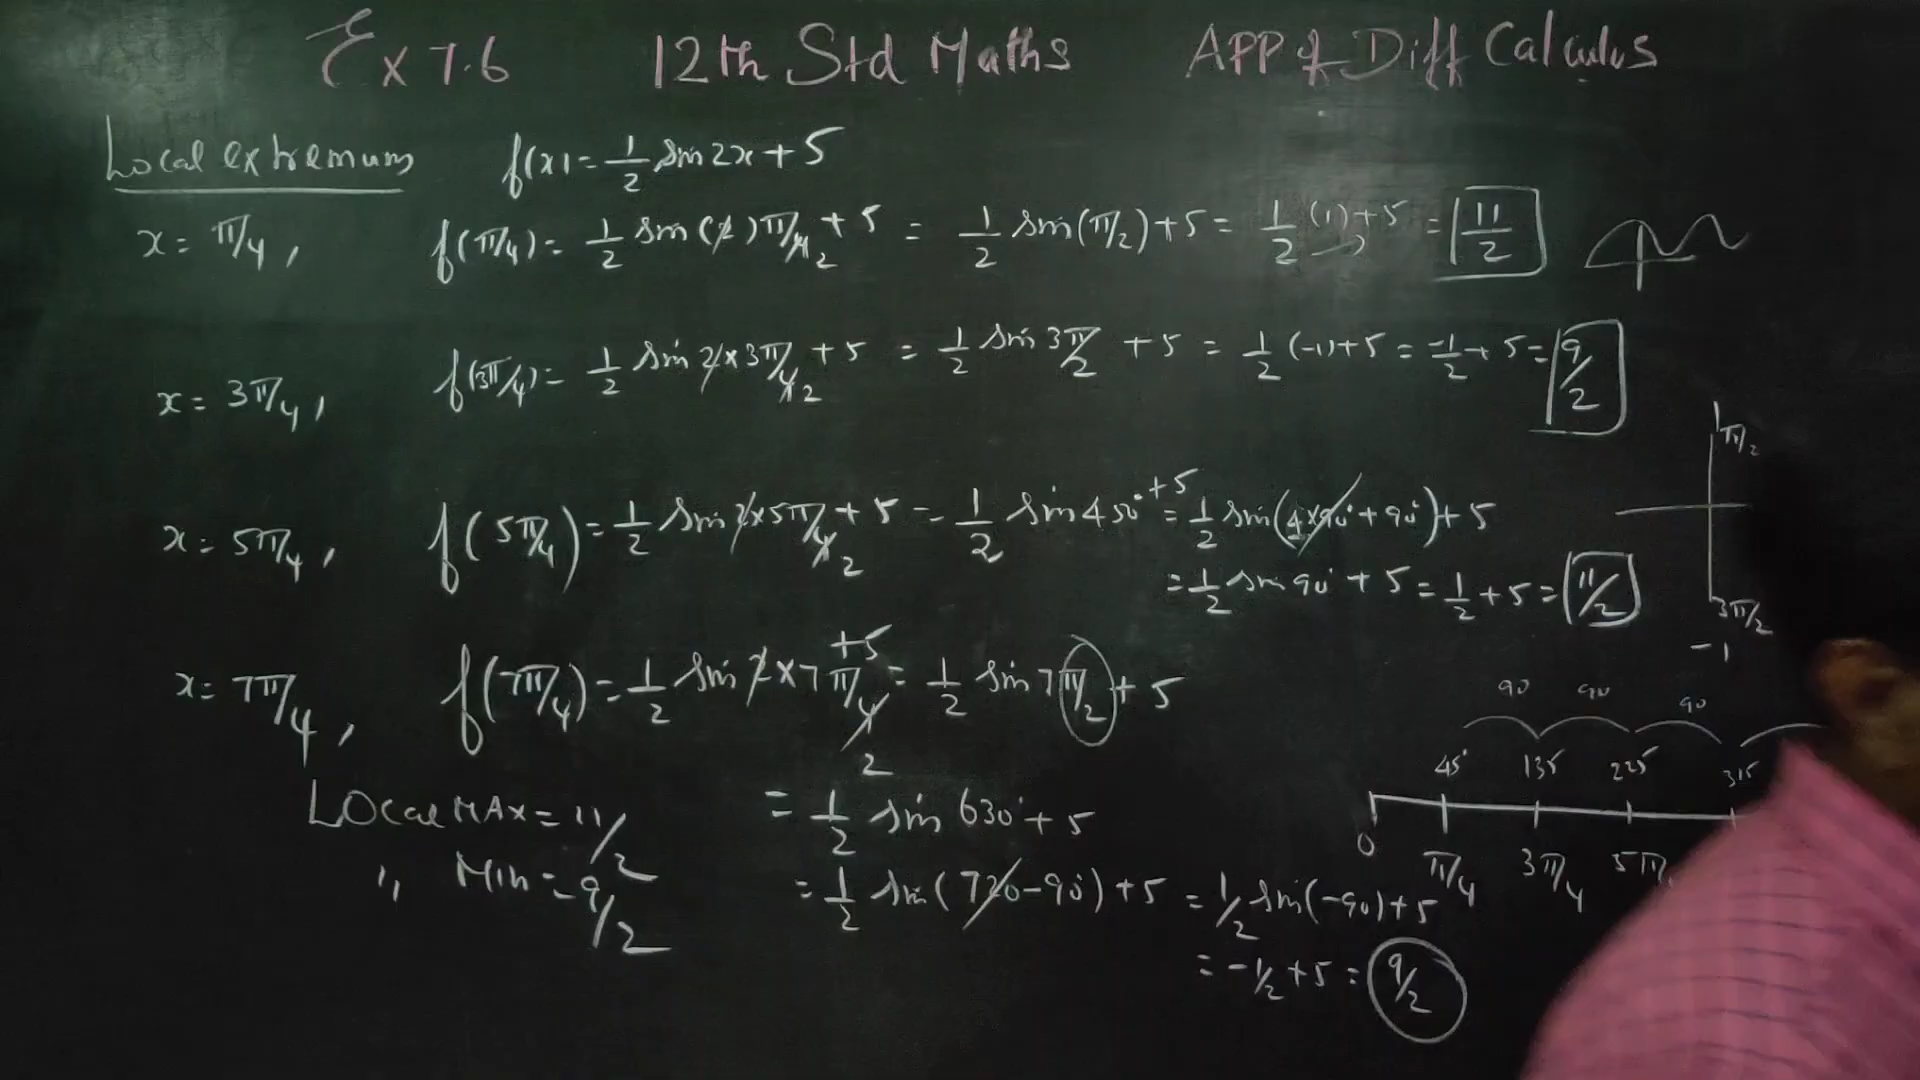 Ex 7.6 12th Std Maths APP of Diff Calculus
Local extremum f(x) = 1/2 sin 2x + 5
x = π/4, f(π/4) = 1/2 sin (2) π/4 2 + 5 = 1/2 sin(π/2) + 5 = 1/2 (1) + 5 = 11/2
x = 3π/4, f(3π/4) = 1/2 sin 2 × 3π/4 2 + 5 = 1/2 sin 3π/2 + 5 = 1/2 (-1) + 5 = -1/2 + 5 = 9/2
π/2
x = 5π/4, f(5π/4) = 1/2 sin 2 × 5π/4 2 + 5 = 1/2 sin 450° + 5 = 1/2 sin(4×90° + 90°) + 5
= 1/2 sin 90° + 5 = 1/2 + 5 = 11/2
3π/2
-1
x = 7π/4, f(7π/4) = 1/2 sin 2 × 7π/4 2 + 5 = 1/2 sin 7π/2 + 5
90 90 90
45° 135 225 315
Local MAX = 11/2 = 1/2 sin 630° + 5
0 π/4 3π/4 5π/
,, Min = 9/2 = 1/2 sin(720 - 90°) + 5 = 1/2 sin(-90) + 5
= -1/2 + 5 = 9/2